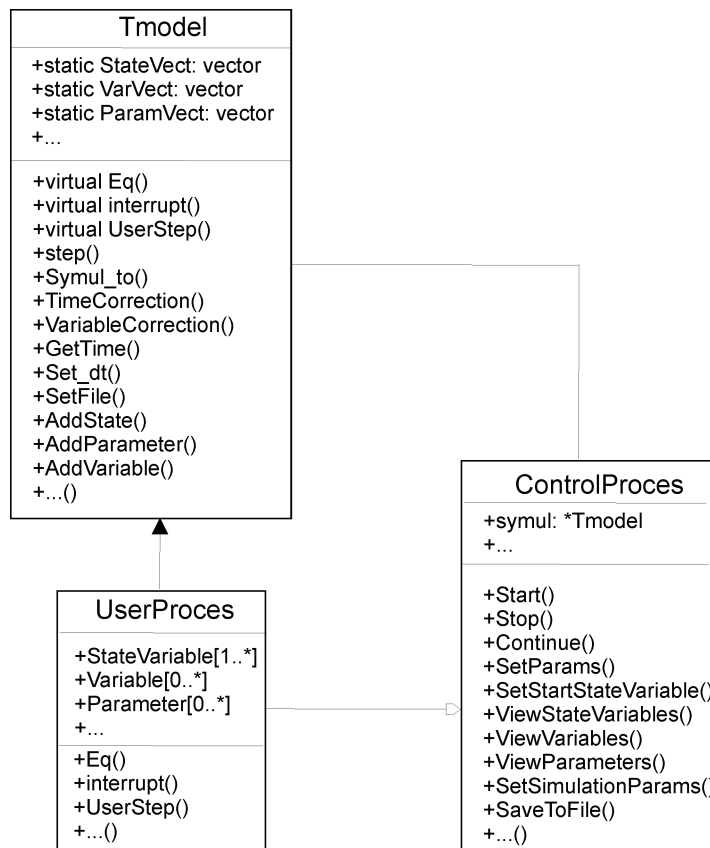 Tmodel
+static StateVect: vector
+static VarVect: vector
+static ParamVect: vector
+...
+virtual Eq()
+virtual interrupt()
+virtual UserStep()
+step()
+Symul_to()
+TimeCorrection()
+VariableCorrection()
+GetTime()
+Set_dt()
+SetFile()
+AddState()
+AddParameter()
+AddVariable()
+...()
UserProces
+StateVariable[1..*]
+Variable[0..*]
+Parameter[0..*]
+...
+Eq()
+interrupt()
+UserStep()
+...()
ControlProces
+symul: *Tmodel
+...
+Start()
+Stop()
+Continue()
+SetParams()
+SetStartStateVariable()
+ViewStateVariables()
+ViewVariables()
+ViewParameters()
+SetSimulationParams()
+SaveToFile()
+...()